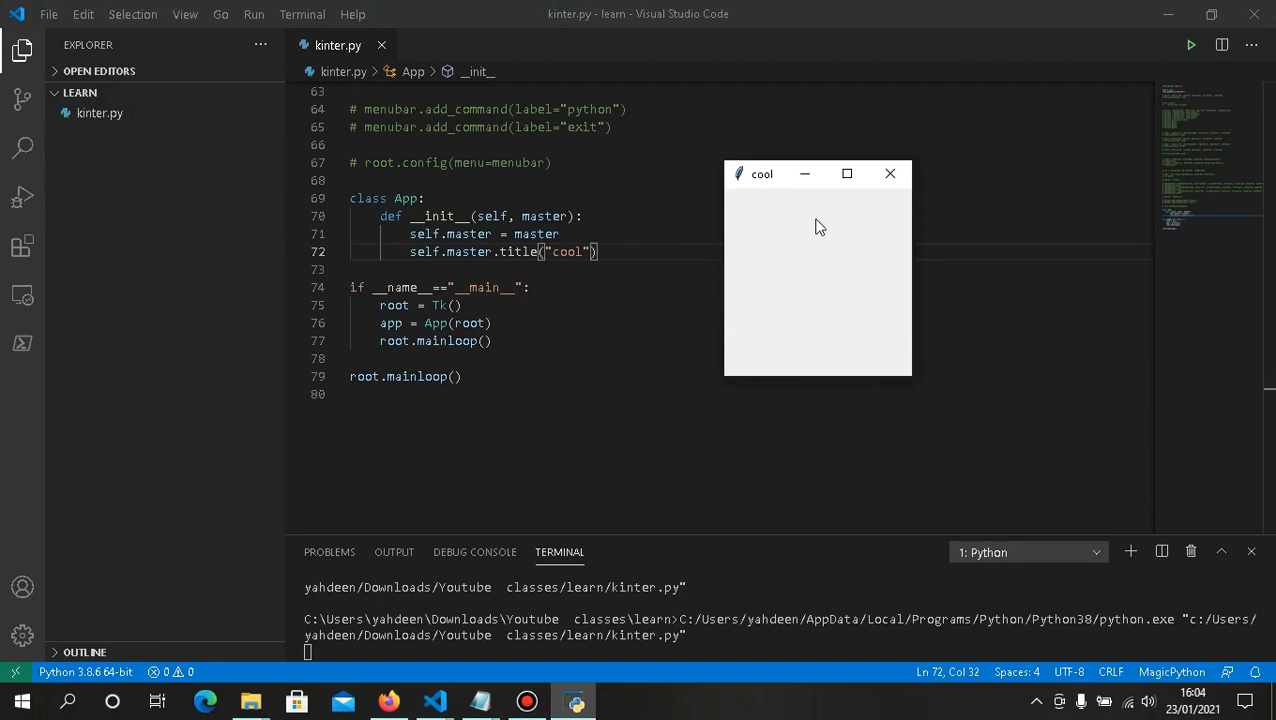 File Edit Selection View Go Run Terminal Help
kinter.py - learn - Visual Studio Code
EXPLORER
kinter.py
OPEN EDITORS
kinter.py > App > __init__
LEARN
kinter.py
63
64 # menubar.add_command(label="python")
65 # menubar.add_command(label="exit")
66
67 # root.config(menu=menubar)
68
69 class App:
70 def __init__(self, master):
71 self.master = master
72 self.master.title("cool")
73
74 if __name__=="__main__":
75 root = Tk()
76 app = App(root)
77 root.mainloop()
78
79 root.mainloop()
80
cool
PROBLEMS OUTPUT DEBUG CONSOLE TERMINAL
1: Python
yahdeen/Downloads/Youtube classes/learn/kinter.py"
C:\Users\yahdeen\Downloads\Youtube classes\learn>C:/Users/yahdeen/AppData/Local/Programs/Python/Python38/python.exe "c:/Users/
yahdeen/Downloads/Youtube classes/learn/kinter.py"
OUTLINE
Python 3.8.6 64-bit 0 0
Ln 72, Col 32 Spaces: 4 UTF-8 CRLF MagicPython
16:04
23/01/2021